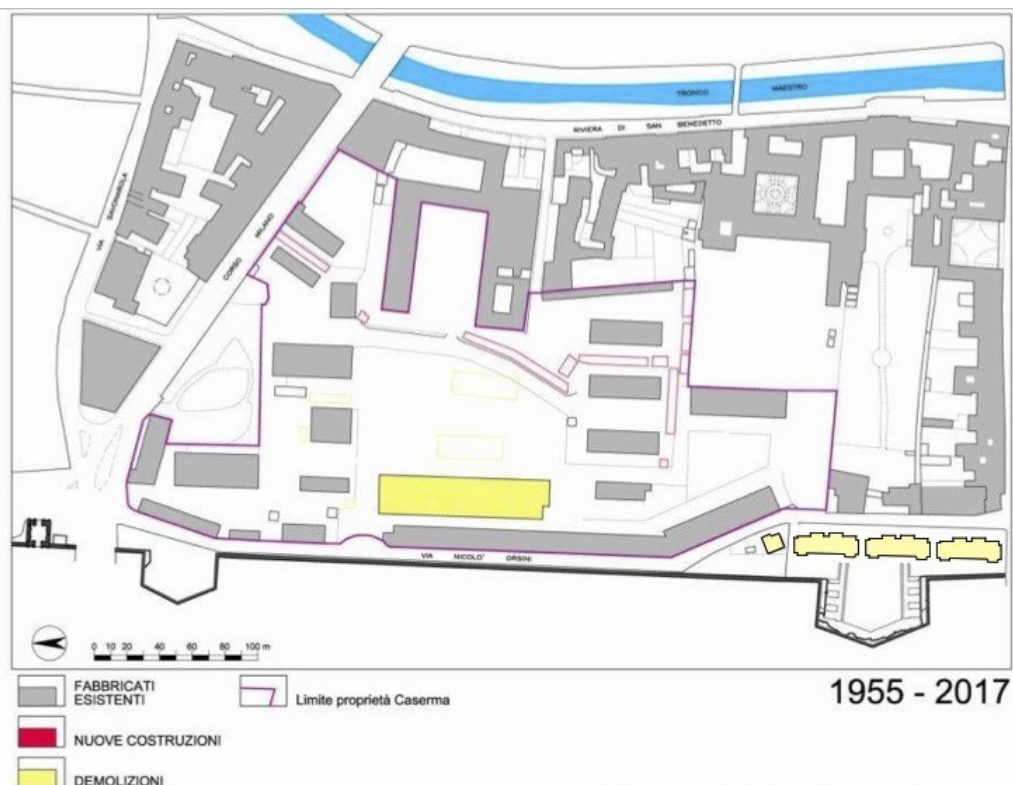 TRONCO MAESTRO
RIVIERA DI SAN BENEDETTO
VIA SAVONAROLA
CORSO MILANO
VIA NICOLO' ORSINI
0 10 20 40 60 80 100 m
FABBRICATI
ESISTENTI
Limite proprietà Caserma
1955 - 2017
NUOVE COSTRUZIONI
DEMOLIZIONI